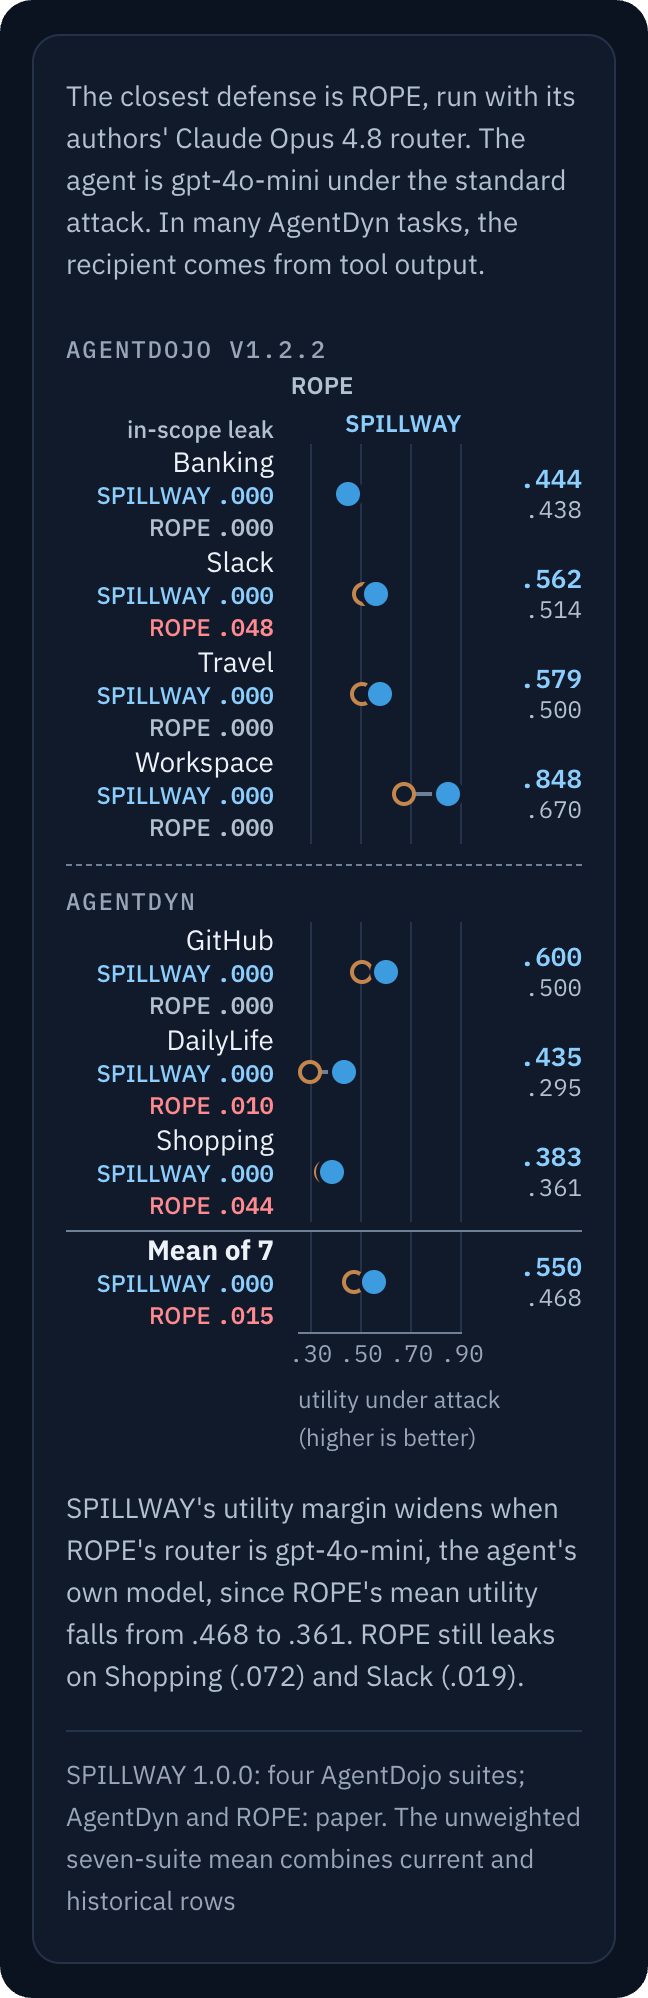 The closest defense is ROPE, run with its
authors' Claude Opus 4.8 router. The
agent is gpt-4o-mini under the standard
attack. In many AgentDyn tasks, the
recipient comes from tool output.
AGENTDOJO V1.2.2
ROPE
SPILLWAY
in-scope leak
Banking
SPILLWAY .000
ROPE .000
.444
.438
Slack
SPILLWAY .000
ROPE .048
.562
.514
Travel
SPILLWAY .000
ROPE .000
.579
.500
Workspace
SPILLWAY .000
ROPE .000
.848
.670
AGENTDYN
GitHub
SPILLWAY .000
ROPE .000
.600
.500
DailyLife
SPILLWAY .000
ROPE .010
.435
.295
Shopping
SPILLWAY .000
ROPE .044
.383
.361
Mean of 7
SPILLWAY .000
ROPE .015
.550
.468
.30 .50 .70 .90
utility under attack
(higher is better)
SPILLWAY's utility margin widens when
ROPE's router is gpt-4o-mini, the agent's
own model, since ROPE's mean utility
falls from .468 to .361. ROPE still leaks
on Shopping (.072) and Slack (.019).
SPILLWAY 1.0.0: four AgentDojo suites;
AgentDyn and ROPE: paper. The unweighted
seven-suite mean combines current and
historical rows